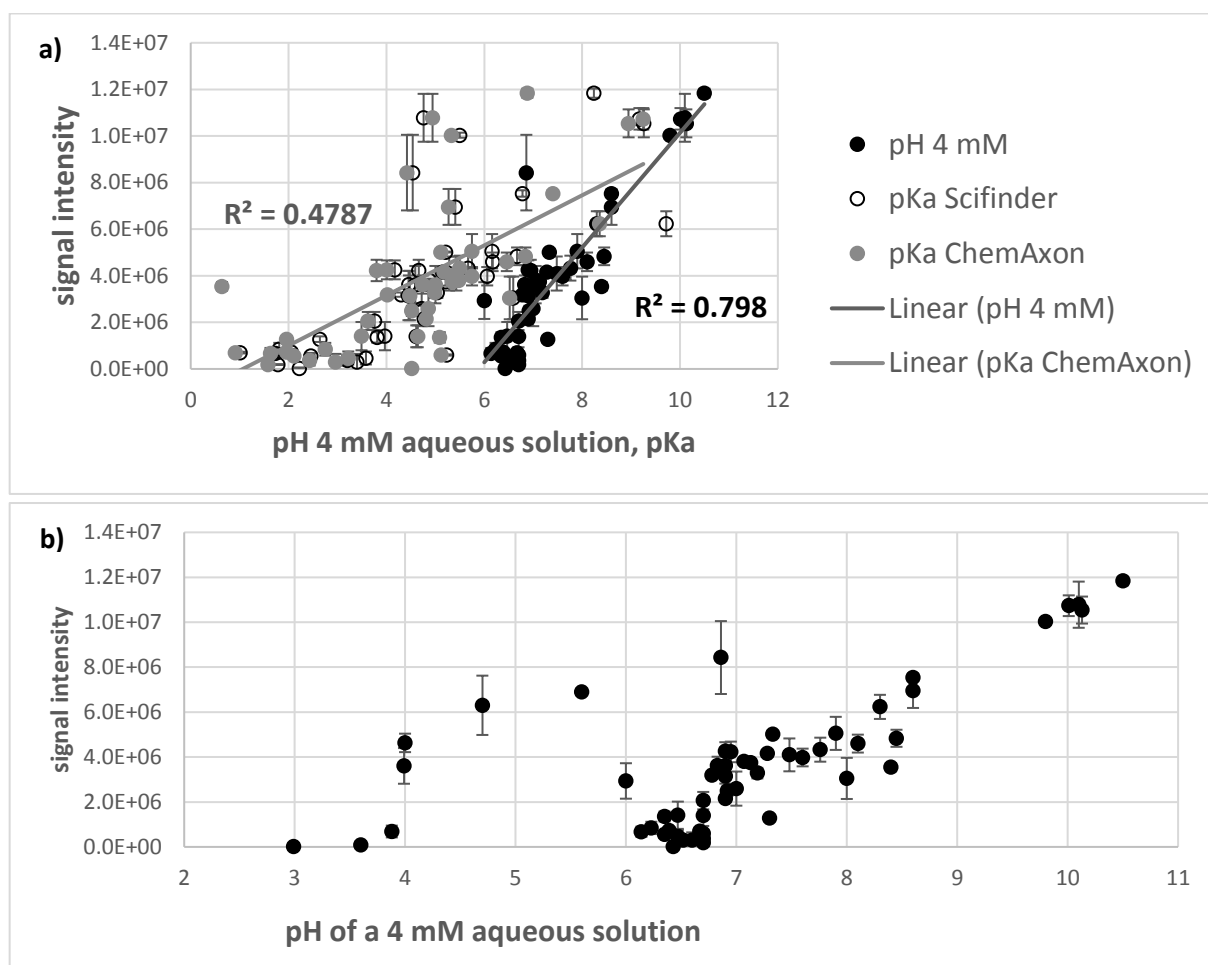 a)
signal intensity
1.4E+07
1.2E+07
1.0E+07
8.0E+06
6.0E+06
4.0E+06
2.0E+06
0.0E+00
R² = 0.4787
R² = 0.798
0 2 4 6 8 10 12
pH 4 mM aqueous solution, pKa
pH 4 mM
pKa Scifinder
pKa ChemAxon
Linear (pH 4 mM)
Linear (pKa ChemAxon)
b)
signal intensity
1.4E+07
1.2E+07
1.0E+07
8.0E+06
6.0E+06
4.0E+06
2.0E+06
0.0E+00
2 3 4 5 6 7 8 9 10 11
pH of a 4 mM aqueous solution